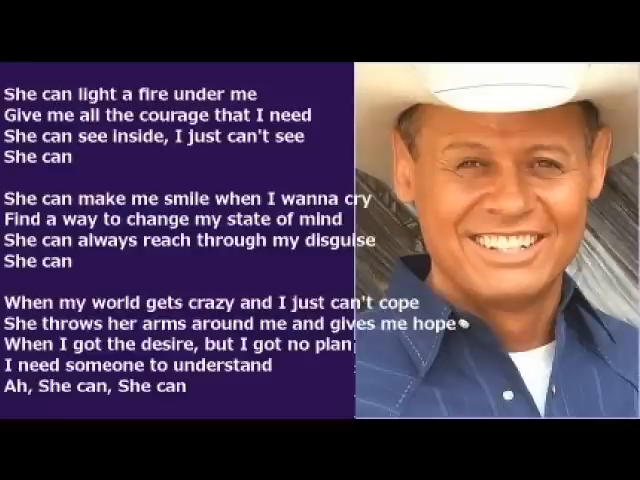 She can light a fire under me
Give me all the courage that I need
She can see inside, I just can't see
She can
She can make me smile when I wanna cry
Find a way to change my state of mind
She can always reach through my disguise
She can
When my world gets crazy and I just can't cope
She throws her arms around me and gives me hope
When I got the desire, but I got no plan,
I need someone to understand
Ah, She can, She can